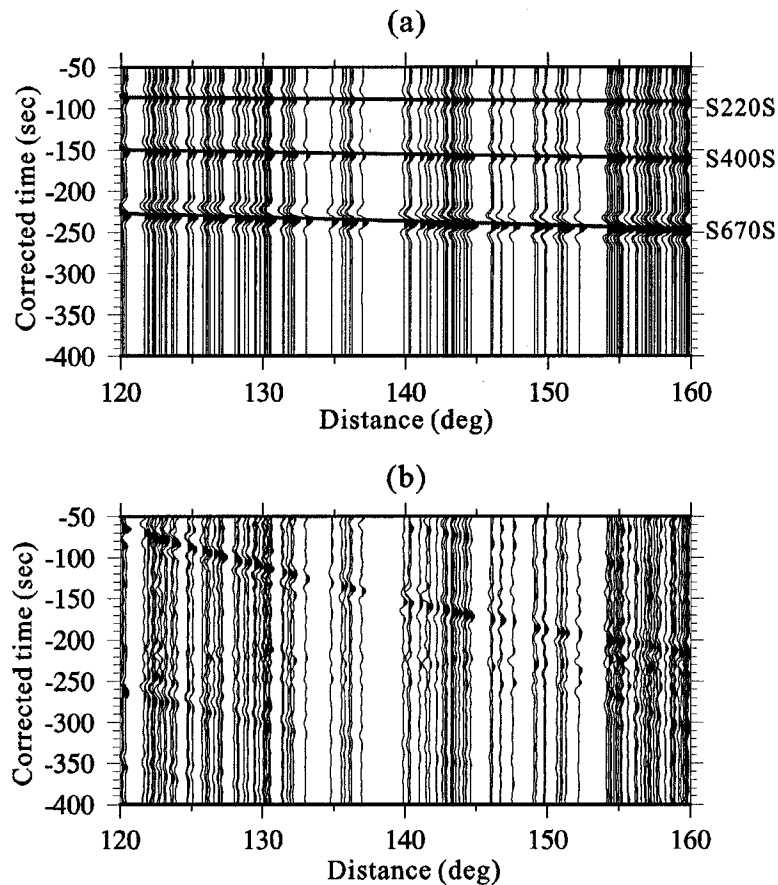 (a)
-50
-100
-150
-200
-250
-300
-350
-400
Corrected time (sec)
S220S
S400S
S670S
120 130 140 150 160
Distance (deg)
(b)
-50
-100
-150
-200
-250
-300
-350
-400
Corrected time (sec)
120 130 140 150 160
Distance (deg)